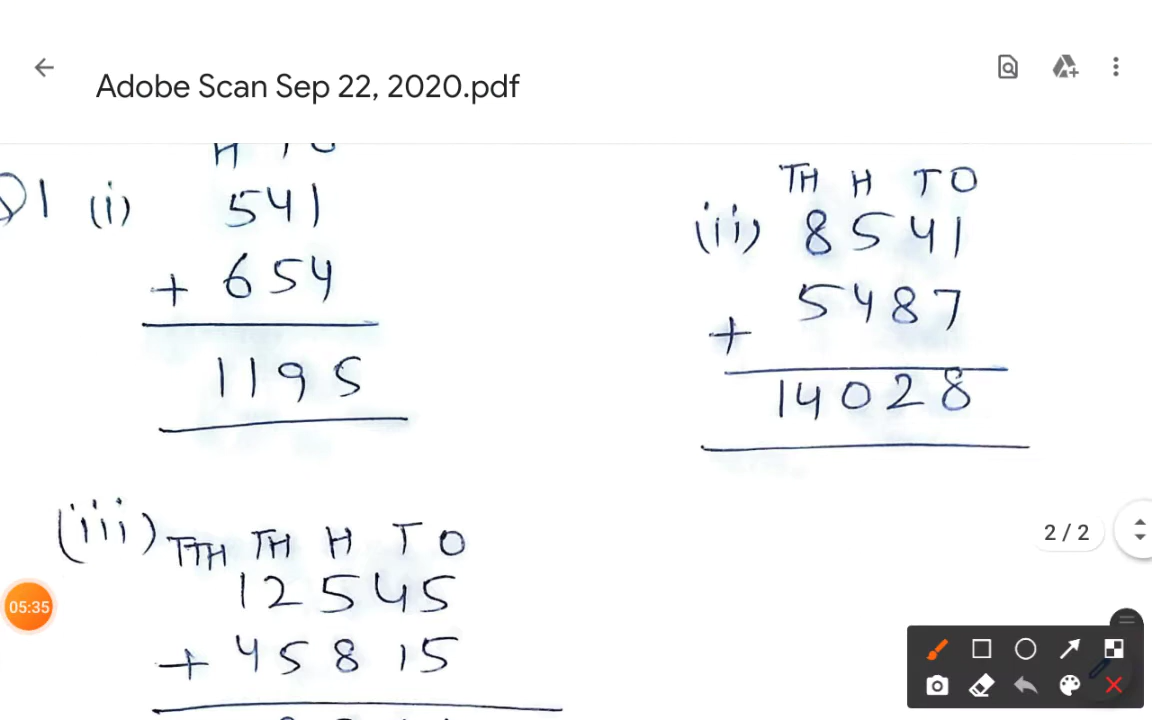 Adobe Scan Sep 22, 2020.pdf
H T O
Q1 (i) 541
+ 654
1195
TH H T O
(ii) 8541
5487
+
14028
(iii) TTH TH H T O
12545
+ 45815
2 / 2
05:35